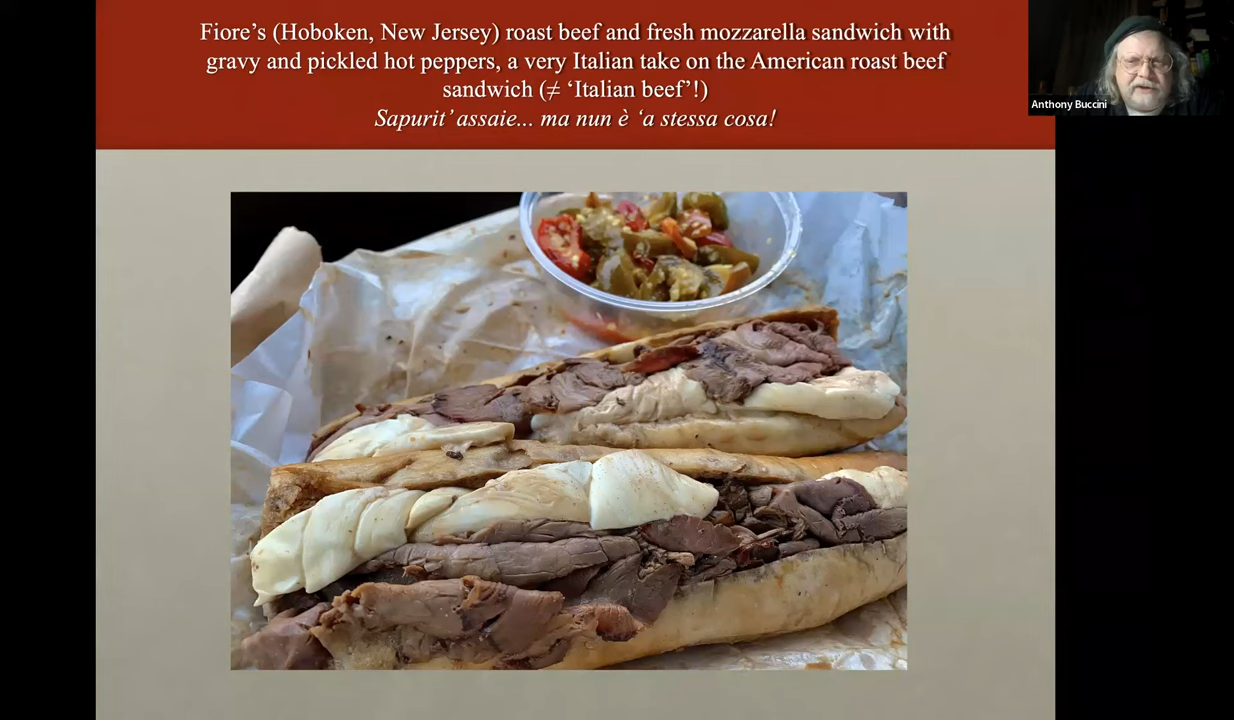 Fiore’s (Hoboken, New Jersey) roast beef and fresh mozzarella sandwich with
gravy and pickled hot peppers, a very Italian take on the American roast beef
sandwich (≠ ‘Italian beef’!)
Sapurit’ assaie... ma nun è ‘a stessa cosa!
Anthony Buccini